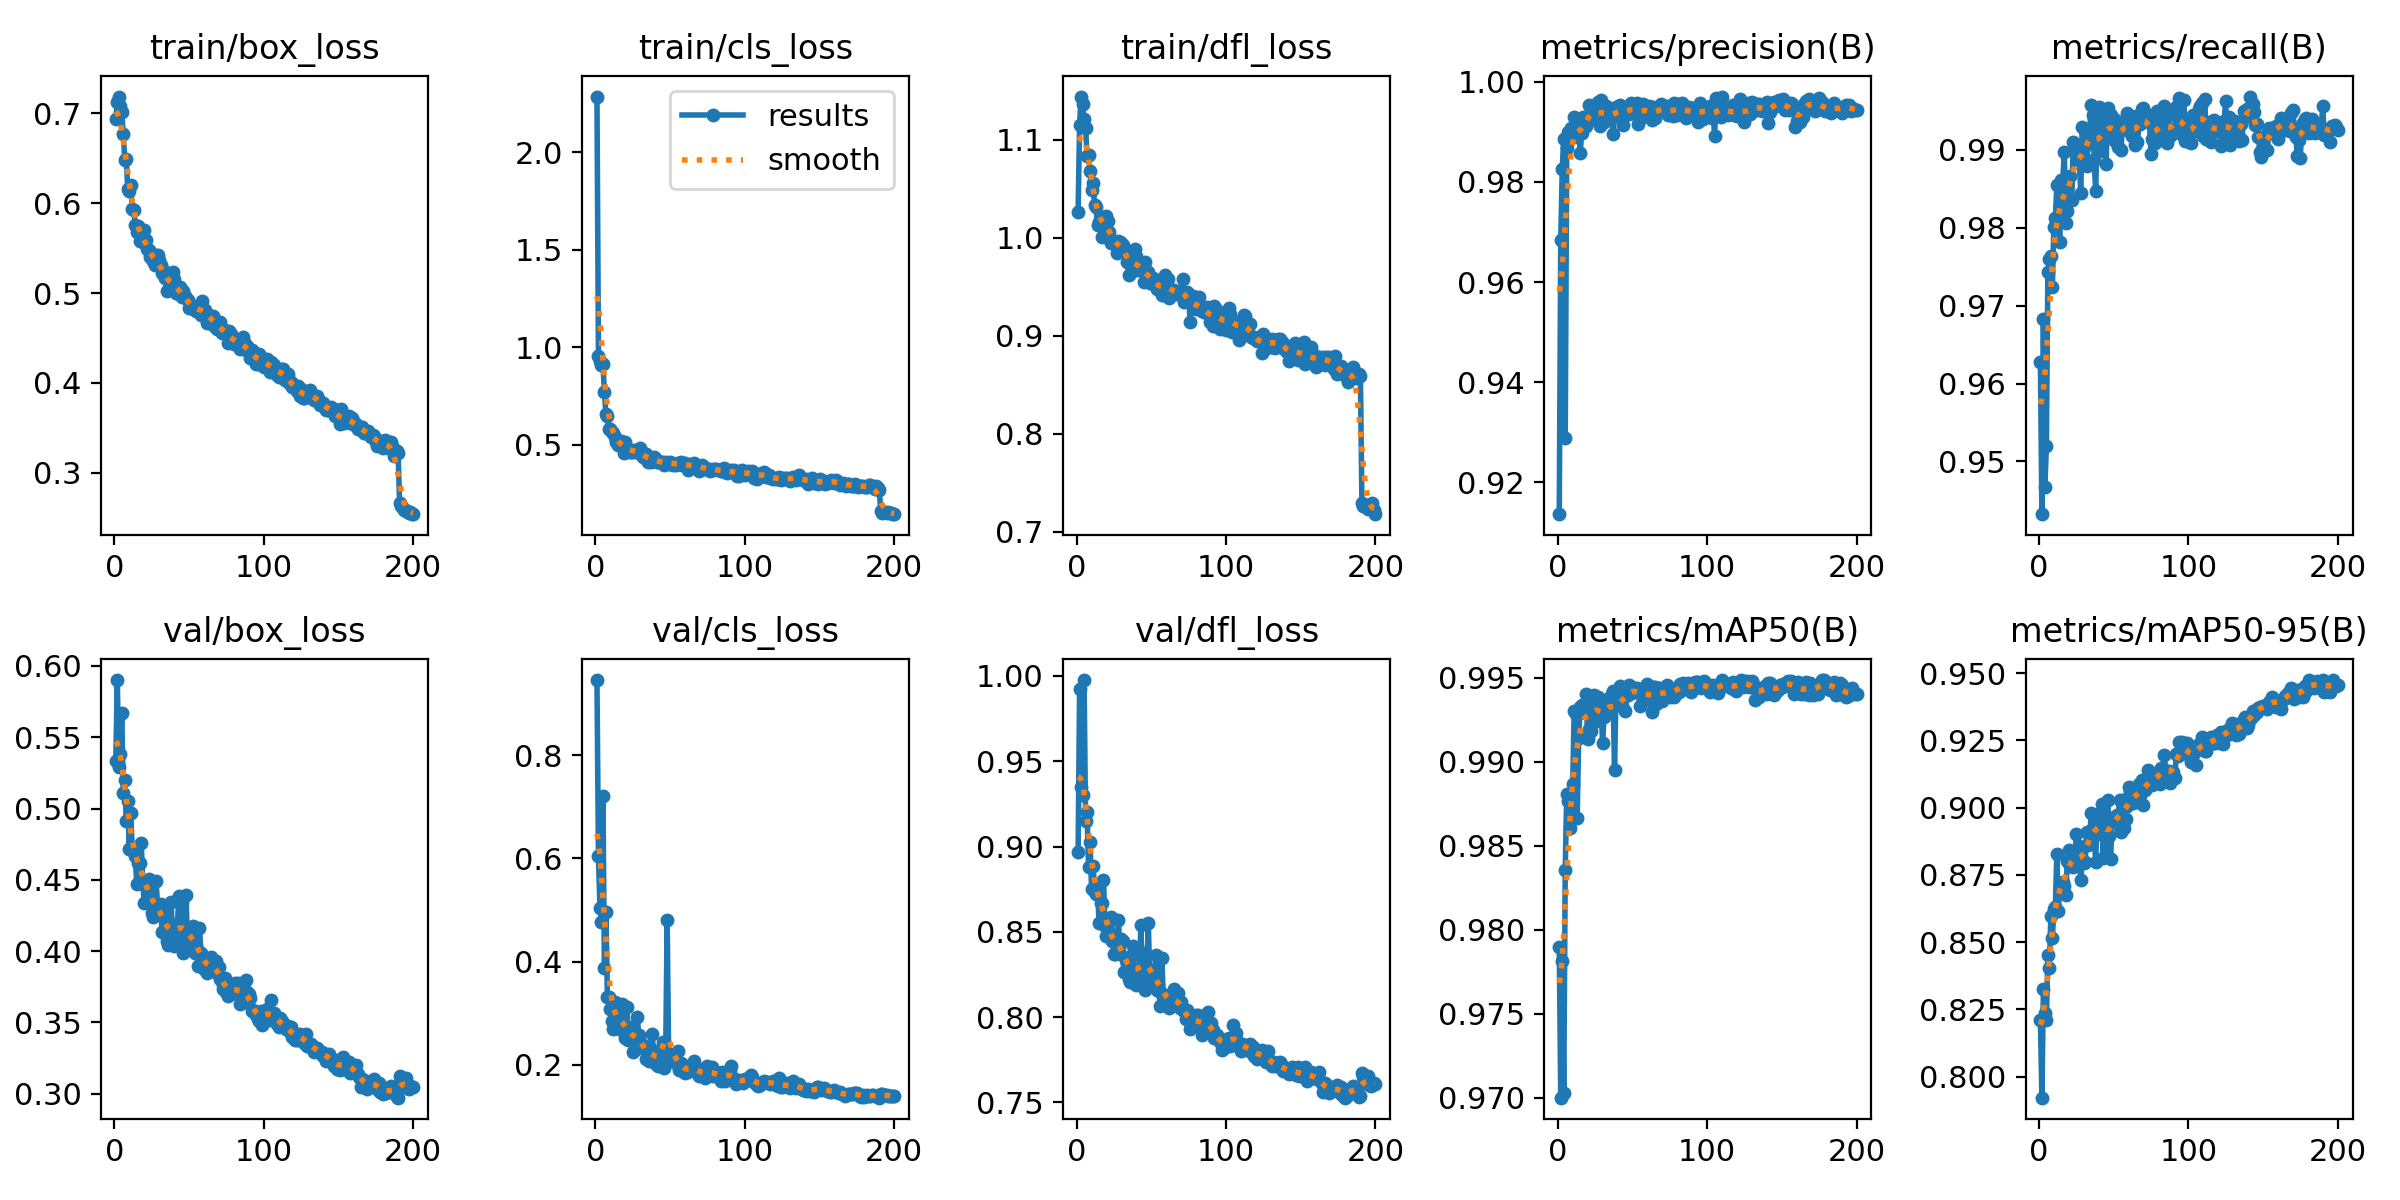 train/box_loss
0.7
0.6
0.5
0.4
0.3
0 100 200
train/cls_loss
results
smooth
2.0
1.5
1.0
0.5
0 100 200
train/dfl_loss
1.1
1.0
0.9
0.8
0.7
0 100 200
metrics/precision(B)
1.00
0.98
0.96
0.94
0.92
0 100 200
metrics/recall(B)
0.99
0.98
0.97
0.96
0.95
0 100 200
val/box_loss
0.60
0.55
0.50
0.45
0.40
0.35
0.30
0 100 200
val/cls_loss
0.8
0.6
0.4
0.2
0 100 200
val/dfl_loss
1.00
0.95
0.90
0.85
0.80
0.75
0 100 200
metrics/mAP50(B)
0.995
0.990
0.985
0.980
0.975
0.970
0 100 200
metrics/mAP50-95(B)
0.950
0.925
0.900
0.875
0.850
0.825
0.800
0 100 200